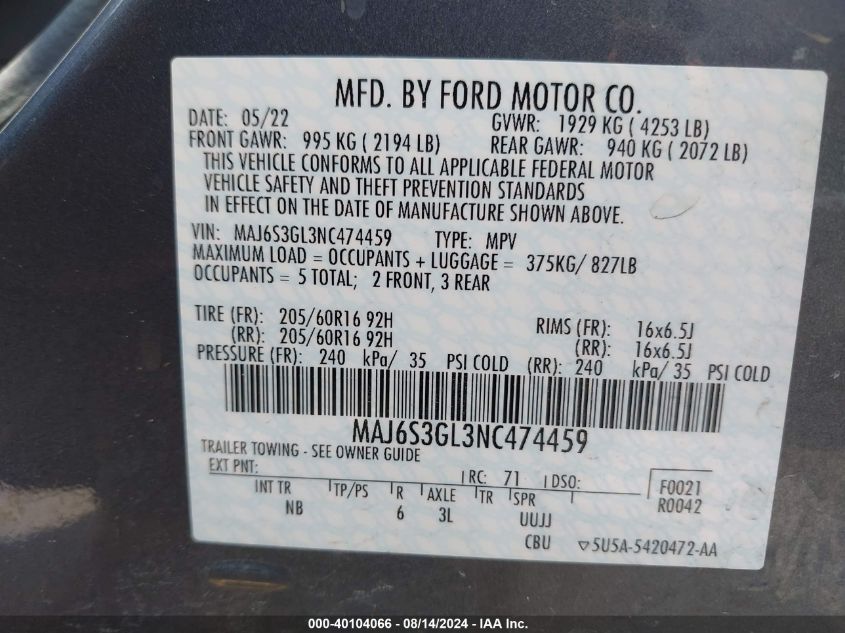 MFD. BY FORD MOTOR CO.
DATE: 05/22 GVWR: 1929 KG ( 4253 LB)
FRONT GAWR: 995 KG ( 2194 LB) REAR GAWR: 940 KG ( 2072 LB)
THIS VEHICLE CONFORMS TO ALL APPLICABLE FEDERAL MOTOR
VEHICLE SAFETY AND THEFT PREVENTION STANDARDS
IN EFFECT ON THE DATE OF MANUFACTURE SHOWN ABOVE.
VIN: MAJ6S3GL3NC474459 TYPE: MPV
MAXIMUM LOAD = OCCUPANTS + LUGGAGE = 375KG/ 827LB
OCCUPANTS = 5 TOTAL; 2 FRONT, 3 REAR
TIRE (FR): 205/60R16 92H RIMS (FR): 16x6.5J
(RR): 205/60R16 92H (RR): 16x6.5J
PRESSURE (FR): 240 kPa/ 35 PSI COLD (RR): 240 kPa/ 35 PSI COLD
MAJ6S3GL3NC474459
TRAILER TOWING - SEE OWNER GUIDE
EXT PNT: RC: 71 DSO: F0021
INT TR TP/PS R AXLE TR SPR R0042
NB 6 3L UUJJ
CBU 5U5A-5420472-AA
000-40104066 - 08/14/2024 - IAA Inc.